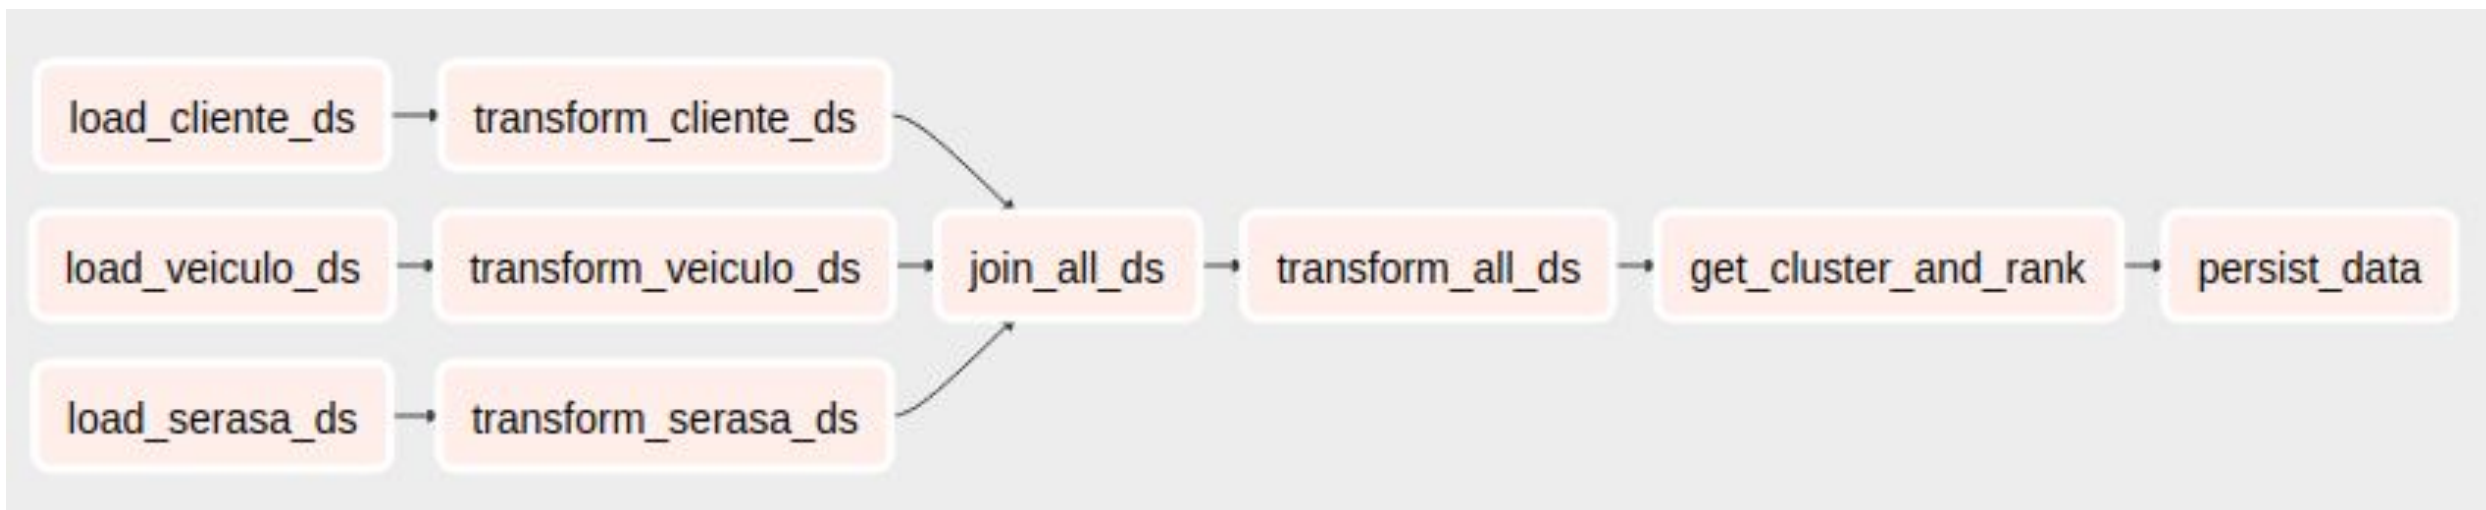 load_cliente_ds
transform_cliente_ds
load_veiculo_ds
transform_veiculo_ds
join_all_ds
transform_all_ds
get_cluster_and_rank
persist_data
load_serasa_ds
transform_serasa_ds